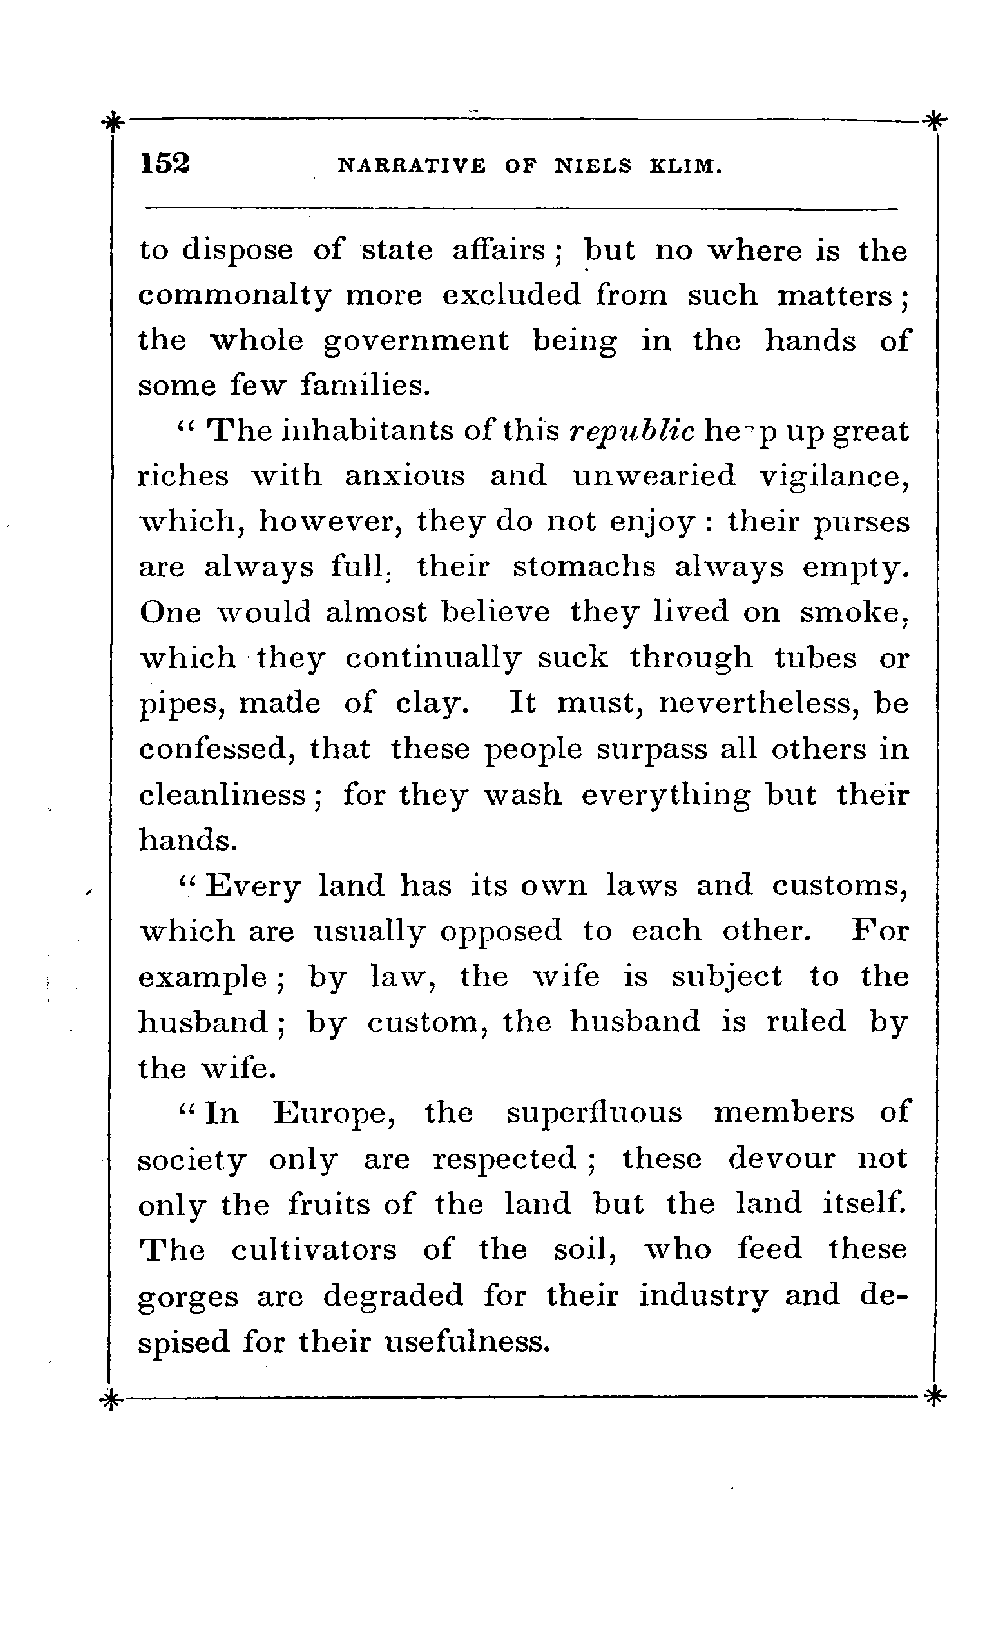 152 NARRATIVE OF NIELS KLIM.
to dispose of state affairs ; but no where is the
commonalty more excluded from such matters ;
the whole government being in the hands of
some few families.
“ The inhabitants of this republic heap up great
riches with anxious and unwearied vigilance,
which, however, they do not enjoy : their purses
are always full; their stomachs always empty.
One would almost believe they lived on smoke,
which they continually suck through tubes or
pipes, made of clay. It must, nevertheless, be
confessed, that these people surpass all others in
cleanliness ; for they wash everything but their
hands.
“ Every land has its own laws and customs,
which are usually opposed to each other. For
example ; by law, the wife is subject to the
husband ; by custom, the husband is ruled by
the wife.
“ In Europe, the superfluous members of
society only are respected ; these devour not
only the fruits of the land but the land itself.
The cultivators of the soil, who feed these
gorges are degraded for their industry and de-
spised for their usefulness.